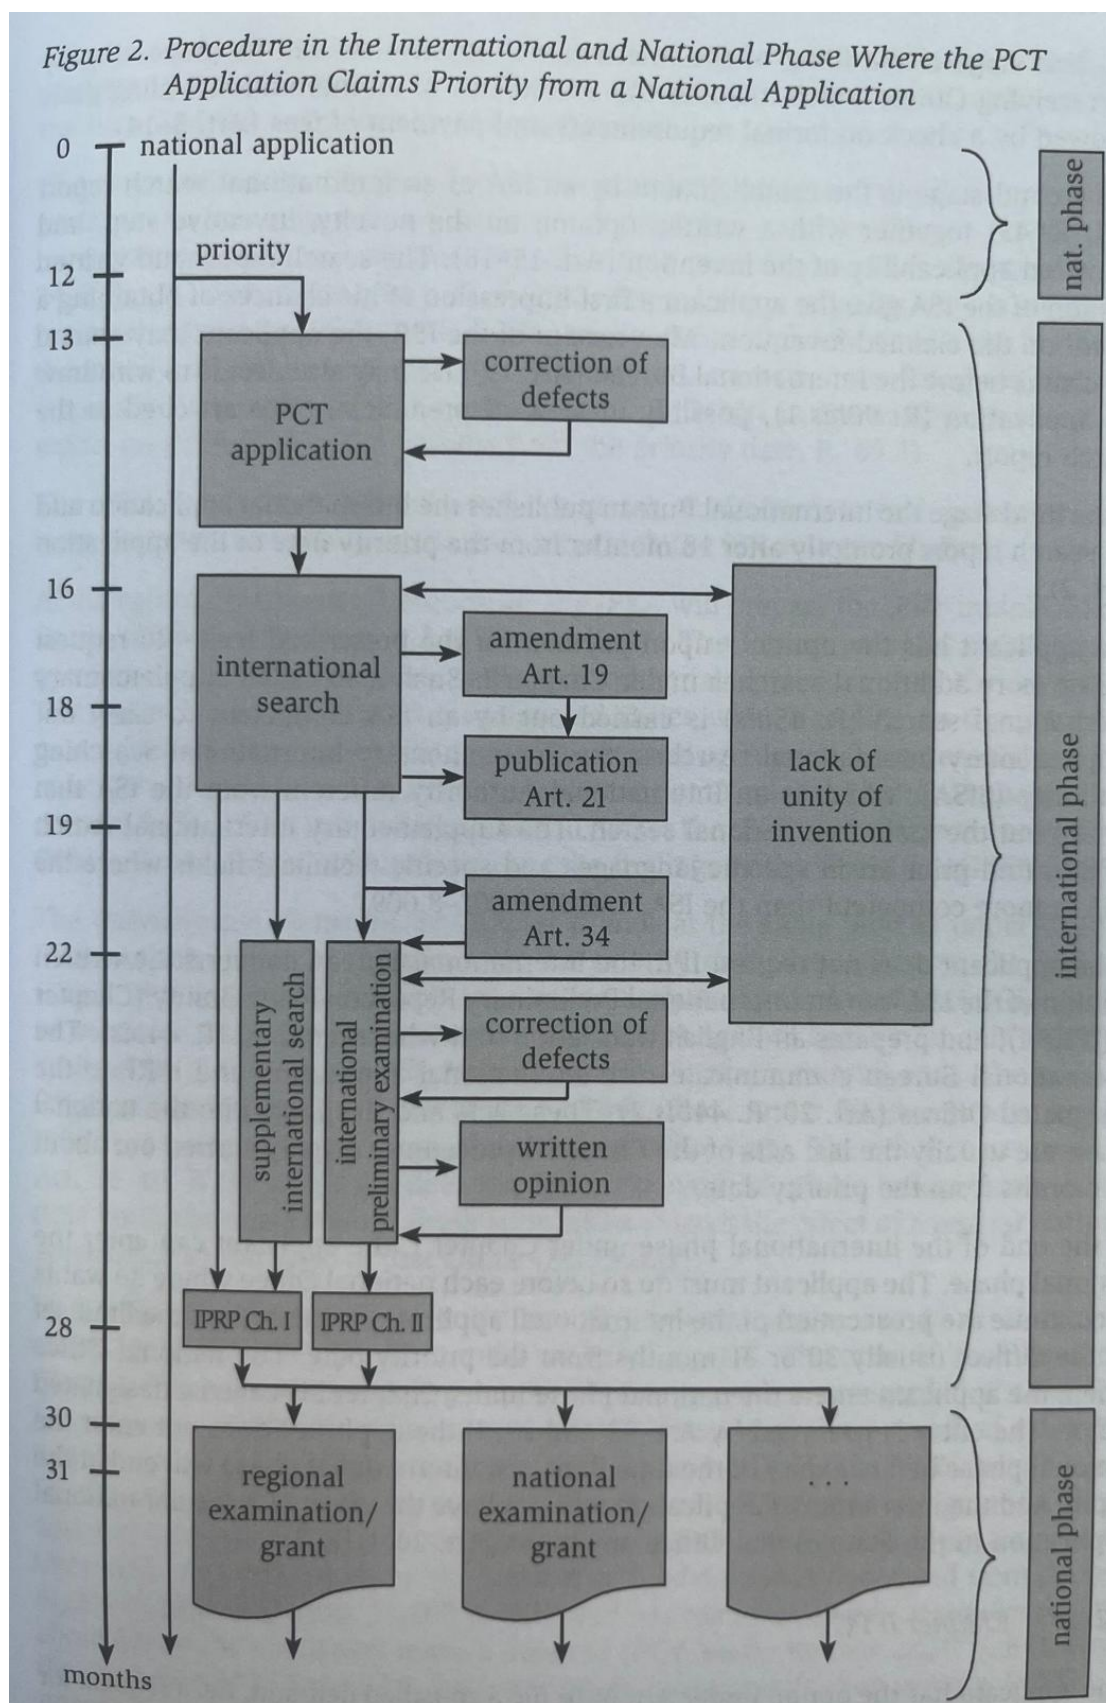 Figure 2. Procedure in the International and National Phase Where the PCT
Application Claims Priority from a National Application
0
national application
nat phase
priority
12
13
correction of
defects
PCT
application
16
amendment
Art. 19
international
search
18
publication
Art. 21
lack of
unity of
invention
19
international phase
amendment
Art. 34
22
supplementary
international search
international
preliminary examination
correction of
defects
written
opinion
IPRP Ch. I
IPRP Ch. II
28
30
31
regional
examination/
grant
national
examination/
grant
. . .
national phase
months